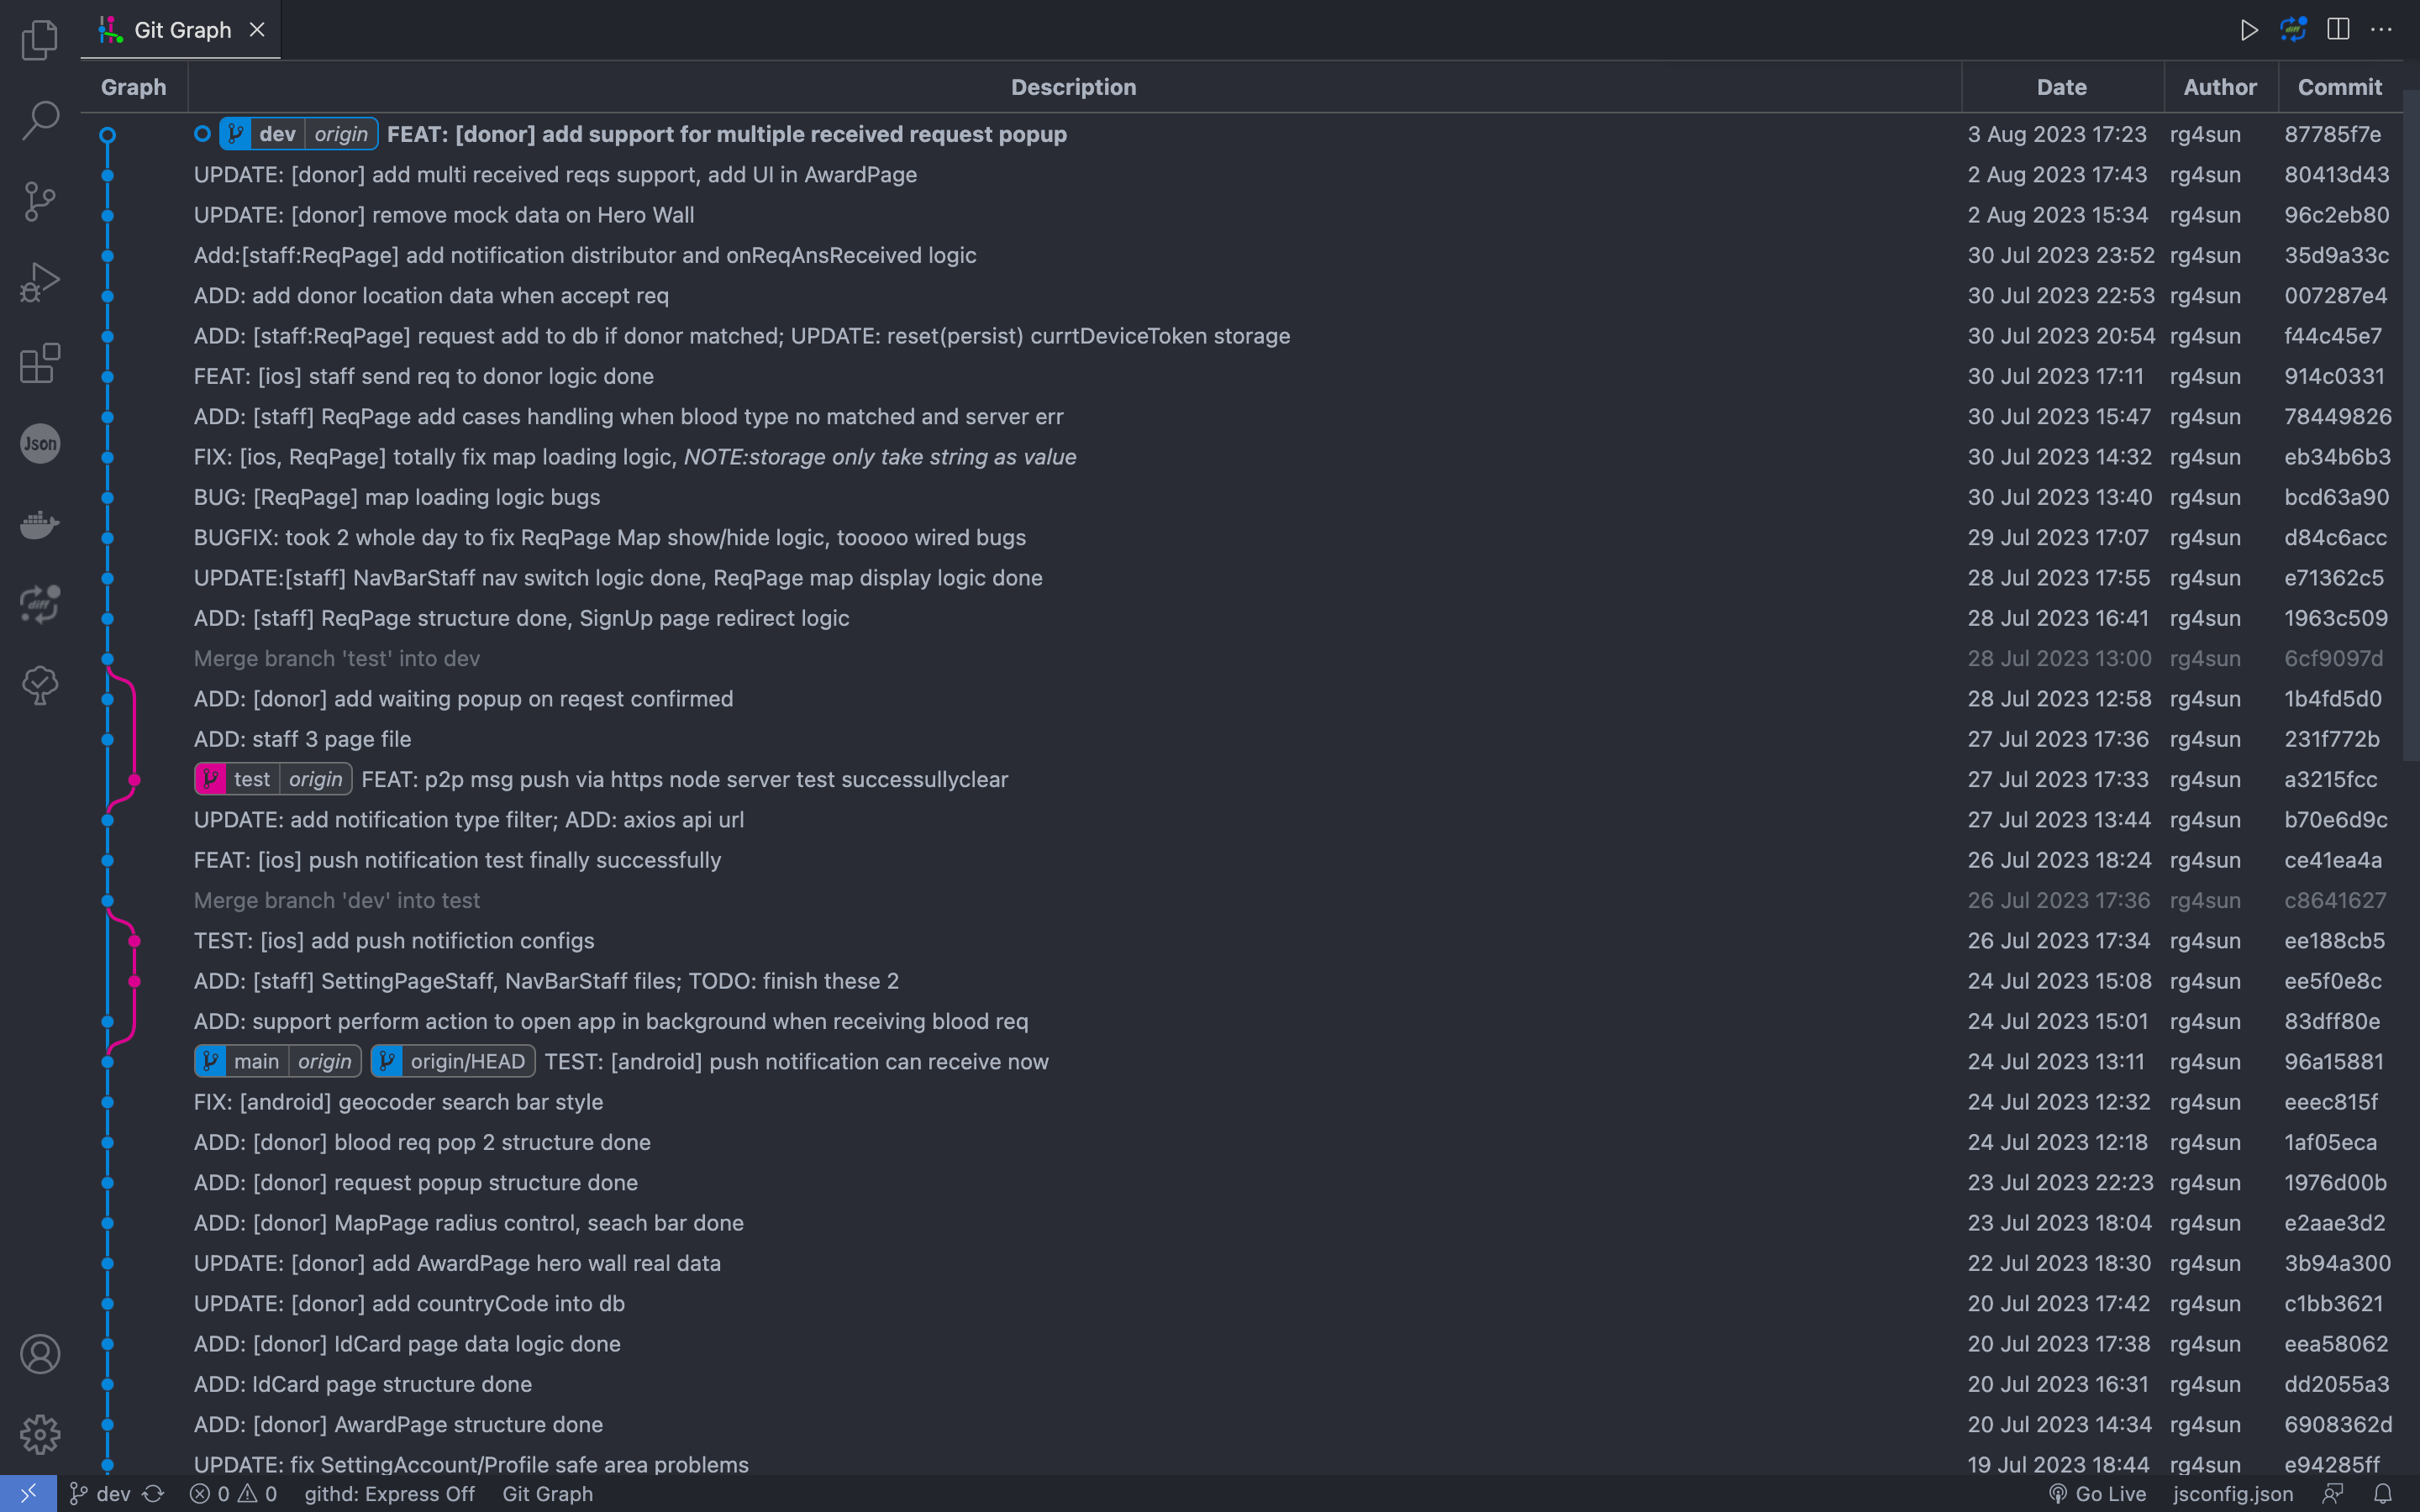 Git Graph
Graph Description Date Author Commit
dev origin FEAT: [donor] add support for multiple received request popup 3 Aug 2023 17:23 rg4sun 87785f7e
UPDATE: [donor] add multi received reqs support, add UI in AwardPage 2 Aug 2023 17:43 rg4sun 80413d43
UPDATE: [donor] remove mock data on Hero Wall 2 Aug 2023 15:34 rg4sun 96c2eb80
Add:[staff:ReqPage] add notification distributor and onReqAnsReceived logic 30 Jul 2023 23:52 rg4sun 35d9a33c
ADD: add donor location data when accept req 30 Jul 2023 22:53 rg4sun 007287e4
ADD: [staff:ReqPage] request add to db if donor matched; UPDATE: reset(persist) currtDeviceToken storage 30 Jul 2023 20:54 rg4sun f44c45e7
FEAT: [ios] staff send req to donor logic done 30 Jul 2023 17:11 rg4sun 914c0331
ADD: [staff] ReqPage add cases handling when blood type no matched and server err 30 Jul 2023 15:47 rg4sun 78449826
FIX: [ios, ReqPage] totally fix map loading logic, NOTE:storage only take string as value 30 Jul 2023 14:32 rg4sun eb34b6b3
BUG: [ReqPage] map loading logic bugs 30 Jul 2023 13:40 rg4sun bcd63a90
BUGFIX: took 2 whole day to fix ReqPage Map show/hide logic, tooooo wired bugs 29 Jul 2023 17:07 rg4sun d84c6acc
UPDATE:[staff] NavBarStaff nav switch logic done, ReqPage map display logic done 28 Jul 2023 17:55 rg4sun e71362c5
ADD: [staff] ReqPage structure done, SignUp page redirect logic 28 Jul 2023 16:41 rg4sun 1963c509
Json
Merge branch 'test' into dev 28 Jul 2023 13:00 rg4sun 6cf9097d
ADD: [donor] add waiting popup on reqest confirmed 28 Jul 2023 12:58 rg4sun 1b4fd5d0
ADD: staff 3 page file 27 Jul 2023 17:36 rg4sun 231f772b
test origin FEAT: p2p msg push via https node server test successullyclear 27 Jul 2023 17:33 rg4sun a3215fcc
UPDATE: add notification type filter; ADD: axios api url 27 Jul 2023 13:44 rg4sun b70e6d9c
FEAT: [ios] push notification test finally successfully 26 Jul 2023 18:24 rg4sun ce41ea4a
Merge branch 'dev' into test 26 Jul 2023 17:36 rg4sun c8641627
TEST: [ios] add push notifiction configs 26 Jul 2023 17:34 rg4sun ee188cb5
ADD: [staff] SettingPageStaff, NavBarStaff files; TODO: finish these 2 24 Jul 2023 15:08 rg4sun ee5f0e8c
ADD: support perform action to open app in background when receiving blood req 24 Jul 2023 15:01 rg4sun 83dff80e
main origin origin/HEAD TEST: [android] push notification can receive now 24 Jul 2023 13:11 rg4sun 96a15881
FIX: [android] geocoder search bar style 24 Jul 2023 12:32 rg4sun eeec815f
ADD: [donor] blood req pop 2 structure done 24 Jul 2023 12:18 rg4sun 1af05eca
ADD: [donor] request popup structure done 23 Jul 2023 22:23 rg4sun 1976d00b
ADD: [donor] MapPage radius control, seach bar done 23 Jul 2023 18:04 rg4sun e2aae3d2
UPDATE: [donor] add AwardPage hero wall real data 22 Jul 2023 18:30 rg4sun 3b94a300
UPDATE: [donor] add countryCode into db 20 Jul 2023 17:42 rg4sun c1bb3621
ADD: [donor] IdCard page data logic done 20 Jul 2023 17:38 rg4sun eea58062
ADD: IdCard page structure done 20 Jul 2023 16:31 rg4sun dd2055a3
ADD: [donor] AwardPage structure done 20 Jul 2023 14:34 rg4sun 6908362d
UPDATE: fix SettingAccount/Profile safe area problems 19 Jul 2023 18:44 rg4sun e94285ff
dev 0 0 githd: Express Off Git Graph Go Live jsconfig.json